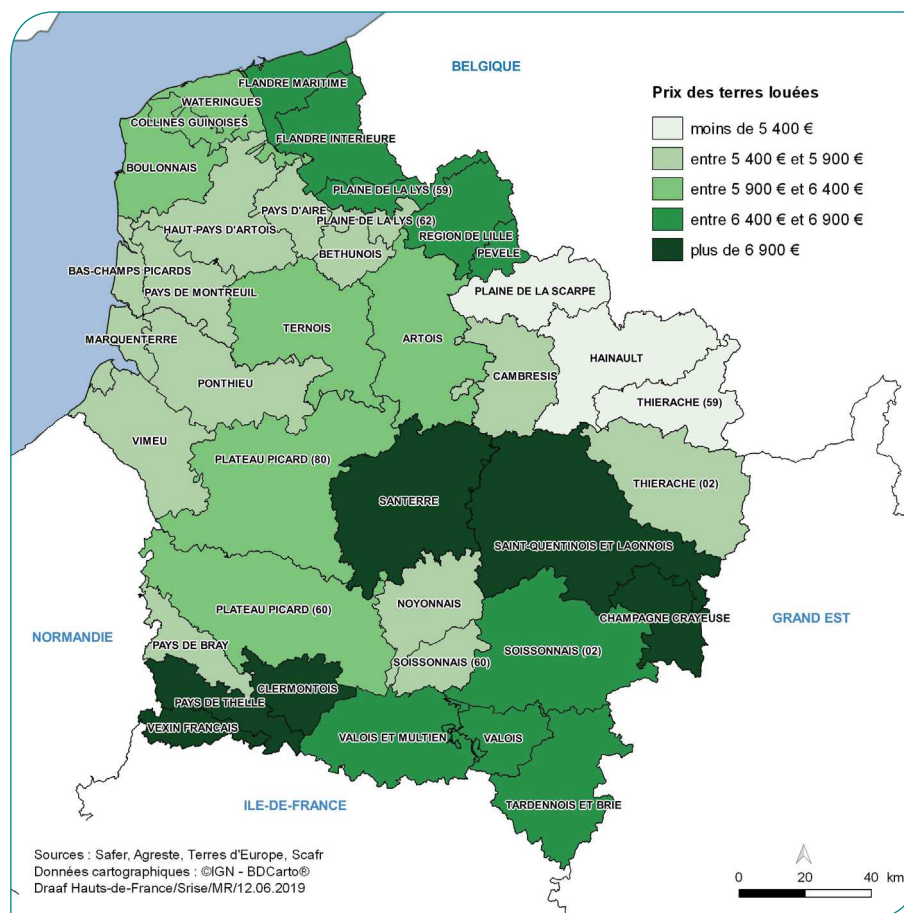 BELGIQUE
FLANDRE MARITIME
WATERINGUES
COLLINES GUINOISES
FLANDRE INTERIEURE
BOULONNAIS
PLAINE DE LA LYS (59)
PAYS D'AIRE
PLAINE DE LA LYS (62)
HAUT-PAYS D'ARTOIS
REGION DE LILLE
BETHUNOIS
PEVELE
BAS-CHAMPS PICARDS
PAYS DE MONTREUIL
PLAINE DE LA SCARPE
TERNOIS
MARQUENTERRE
ARTOIS
HAINAULT
CAMBRESIS
PONTHIEU
THIERACHE (59)
VIMEU
PLATEAU PICARD (80)
THIERACHE (02)
SANTERRE
SAINT-QUENTINOIS ET LAONNOIS
NOYONNAIS
PLATEAU PICARD (60)
CHAMPAGNE CRAYEUSE
GRAND EST
NORMANDIE
PAYS DE BRAY
SOISSONNAIS (60)
SOISSONNAIS (02)
CLERMONTOIS
PAYS DE THELLE
VEXIN FRANCAIS
VALOIS ET MULTIEN
VALOIS
ILE-DE-FRANCE
TARDENNOIS ET BRIE
Prix des terres louées
moins de 5 400 €
entre 5 400 € et 5 900 €
entre 5 900 € et 6 400 €
entre 6 400 € et 6 900 €
plus de 6 900 €
Sources : Safer, Agreste, Terres d'Europe, Scafr
Données cartographiques : ©IGN - BDCarto®
Draaf Hauts-de-France/Srise/MR/12.06.2019
0 20 40 km